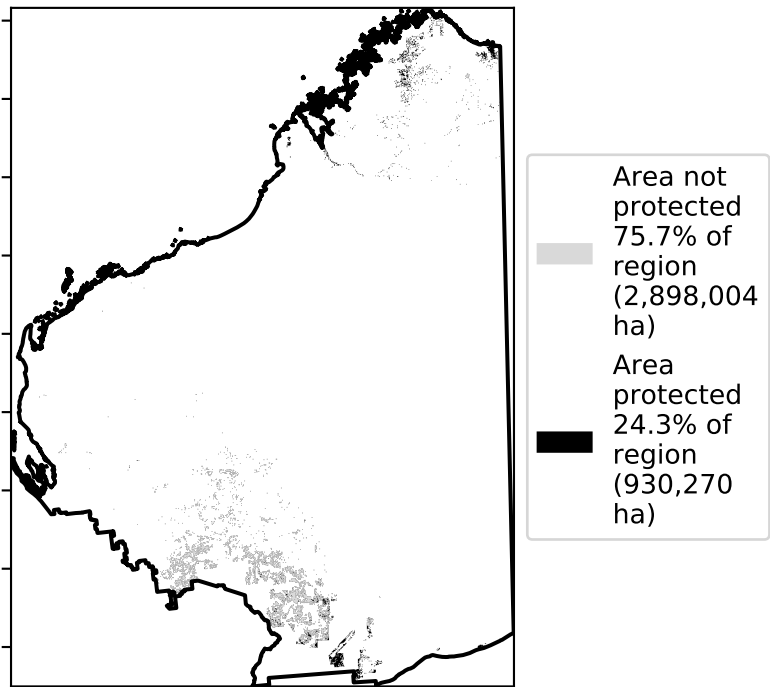 Area not
protected
75.7% of
region
(2,898,004
ha)
Area
protected
24.3% of
region
(930,270
ha)